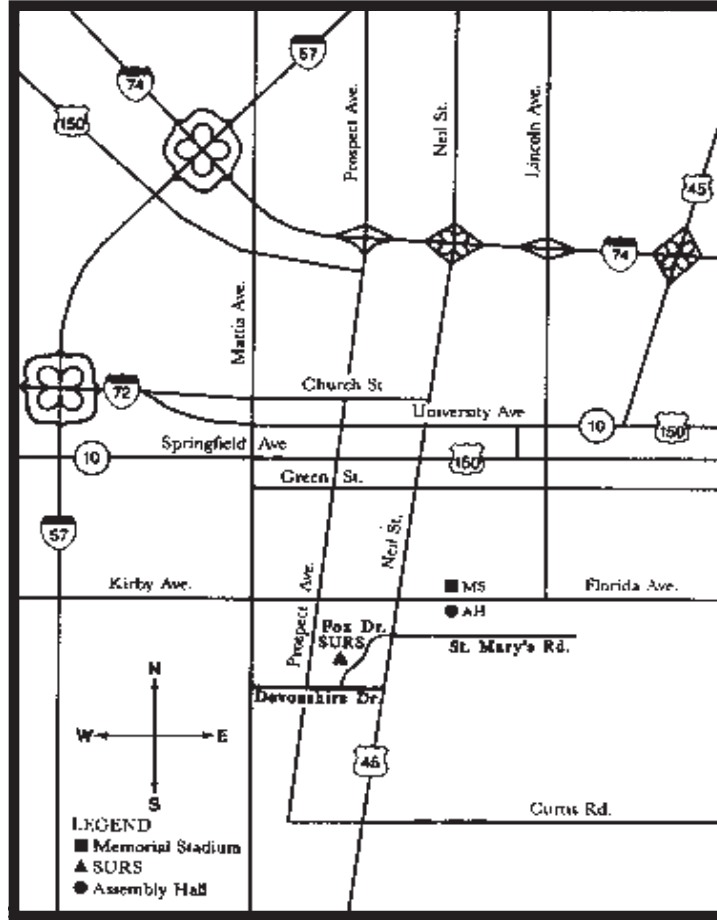 57
74
150
Prospect Ave.
Neil St.
Lincoln Ave.
45
74
Mattis Ave.
Church St
72
University Ave
10
150
Springfield Ave
10
150
Green St.
57
Neil St.
Kirby Ave.
MS
Florida Ave.
AH
Prospect Ave.
Fox Dr.
SURS
St. Mary's Rd.
Devonshire Dr.
N
W E
S
45
Curtis Rd.
LEGEND
Memorial Stadium
SURS
Assembly Hall